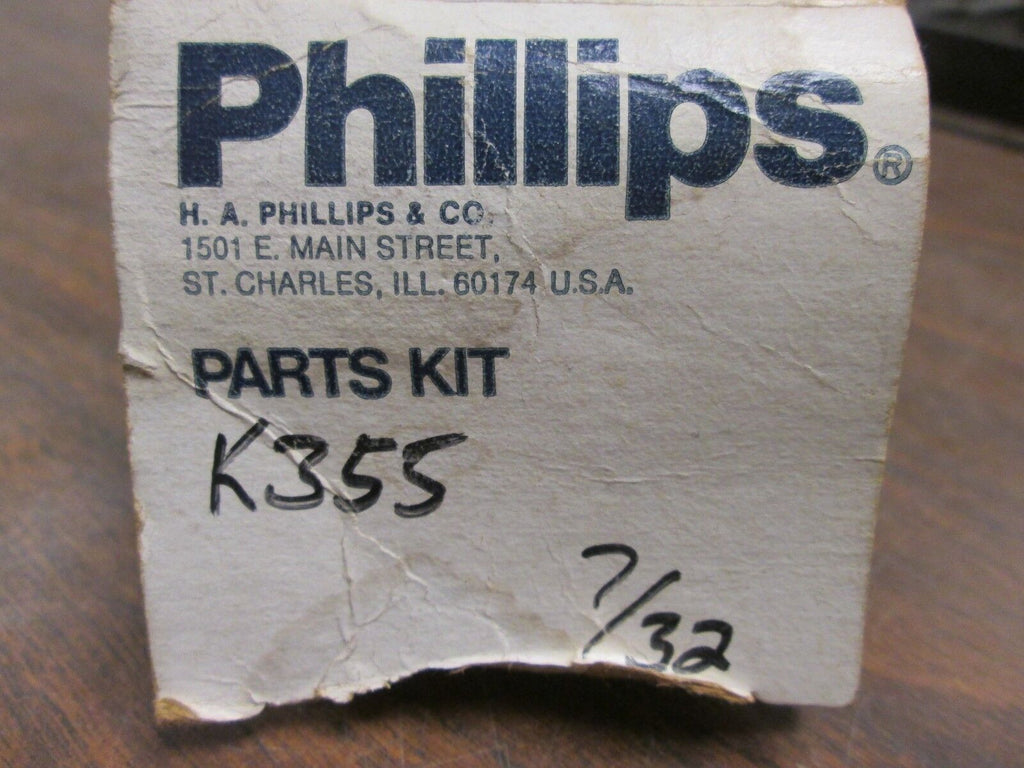 Phillips®
H. A. PHILLIPS & CO.
1501 E. MAIN STREET,
ST. CHARLES, ILL. 60174 U.S.A.
PARTS KIT
K355
7/32